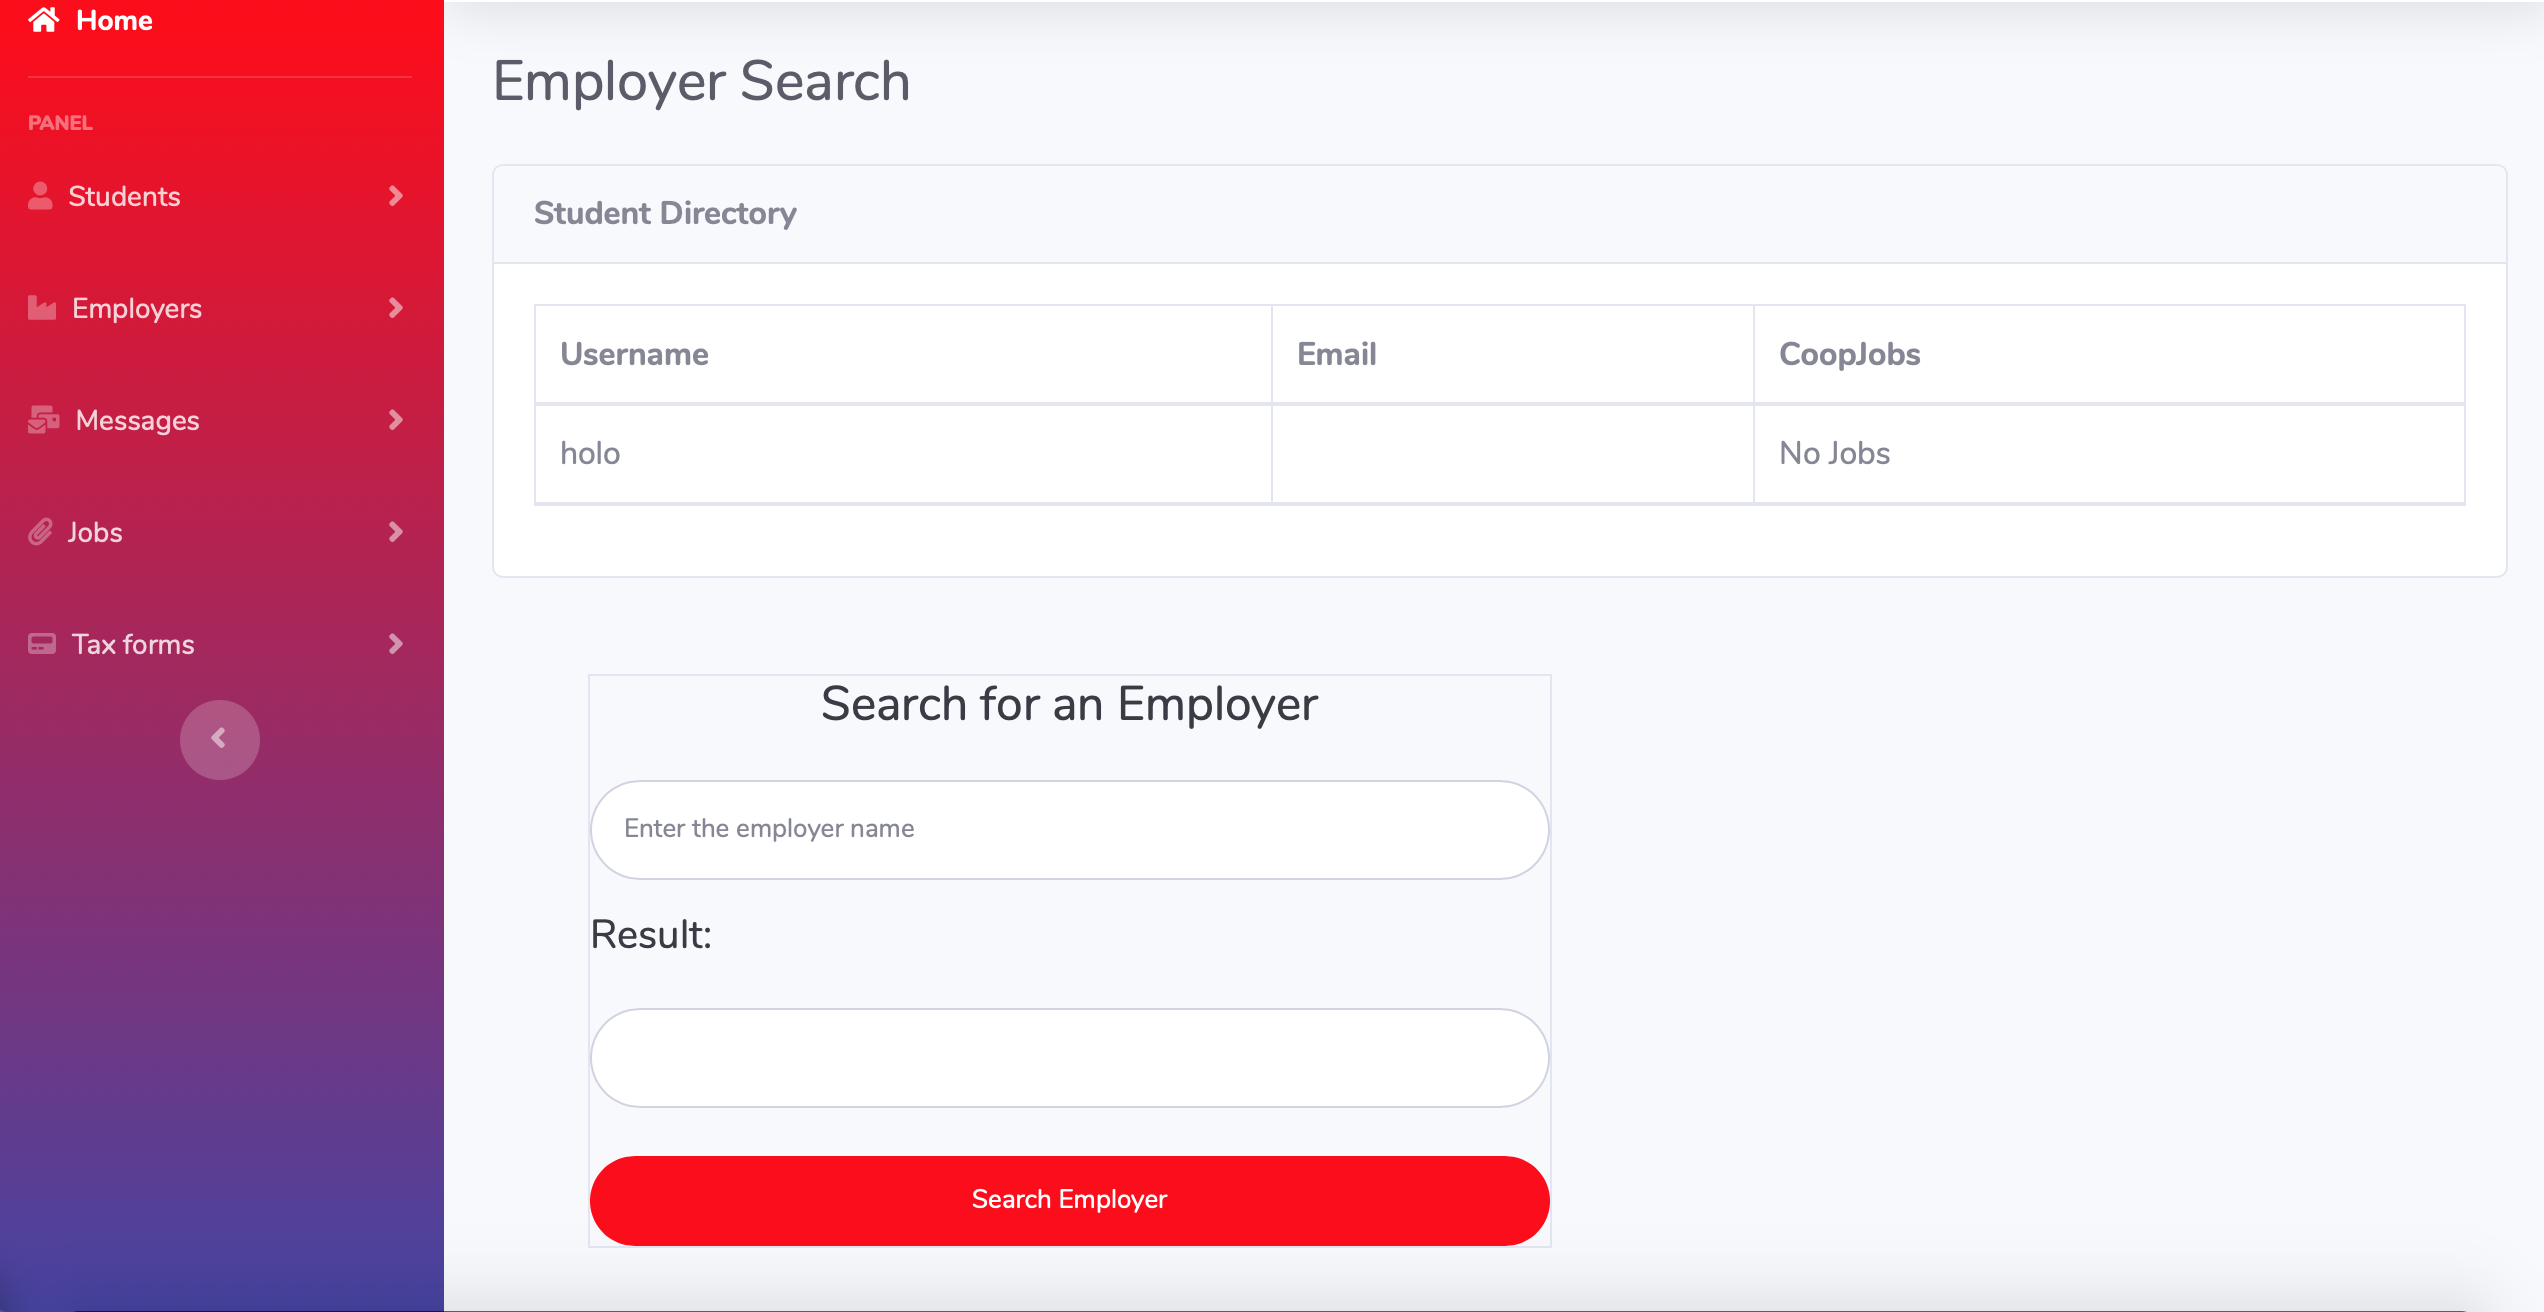 Home
PANEL
Students
Employers
Messages
Jobs
Tax forms
Employer Search
Student Directory
Username Email CoopJobs
holo No Jobs
Search for an Employer
Enter the employer name
Result:
Search Employer